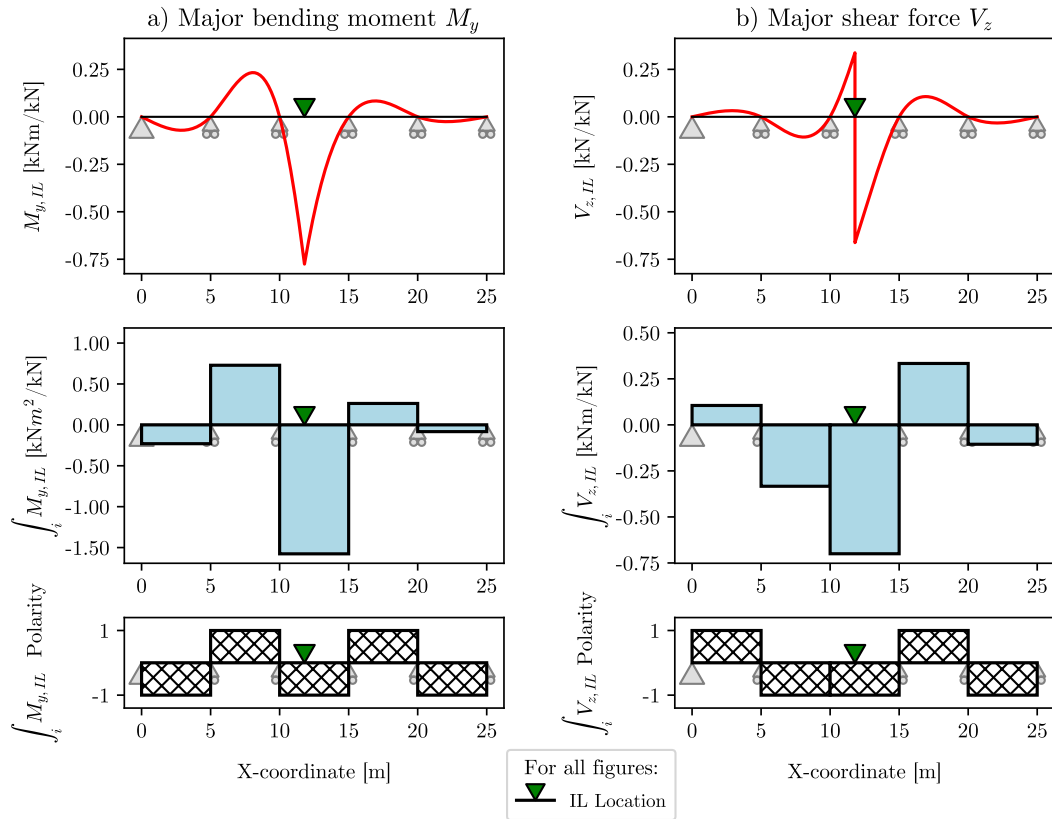 a) Major bending moment M_y
b) Major shear force V_z
M_{y,IL} [kNm/kN]
0.25
0.00
-0.25
-0.50
-0.75
0 5 10 15 20 25
V_{z,IL} [kN/kN]
0.25
0.00
-0.25
-0.50
-0.75
0 5 10 15 20 25
∫_i M_{y,IL} [kNm²/kN]
1.00
0.50
0.00
-0.50
-1.00
-1.50
0 5 10 15 20 25
∫_i V_{z,IL} [kNm/kN]
0.50
0.25
0.00
-0.25
-0.50
-0.75
0 5 10 15 20 25
∫_i M_{y,IL} Polarity
1
-1
0 5 10 15 20 25
X-coordinate [m]
∫_i V_{z,IL} Polarity
1
-1
0 5 10 15 20 25
X-coordinate [m]
For all figures:
IL Location